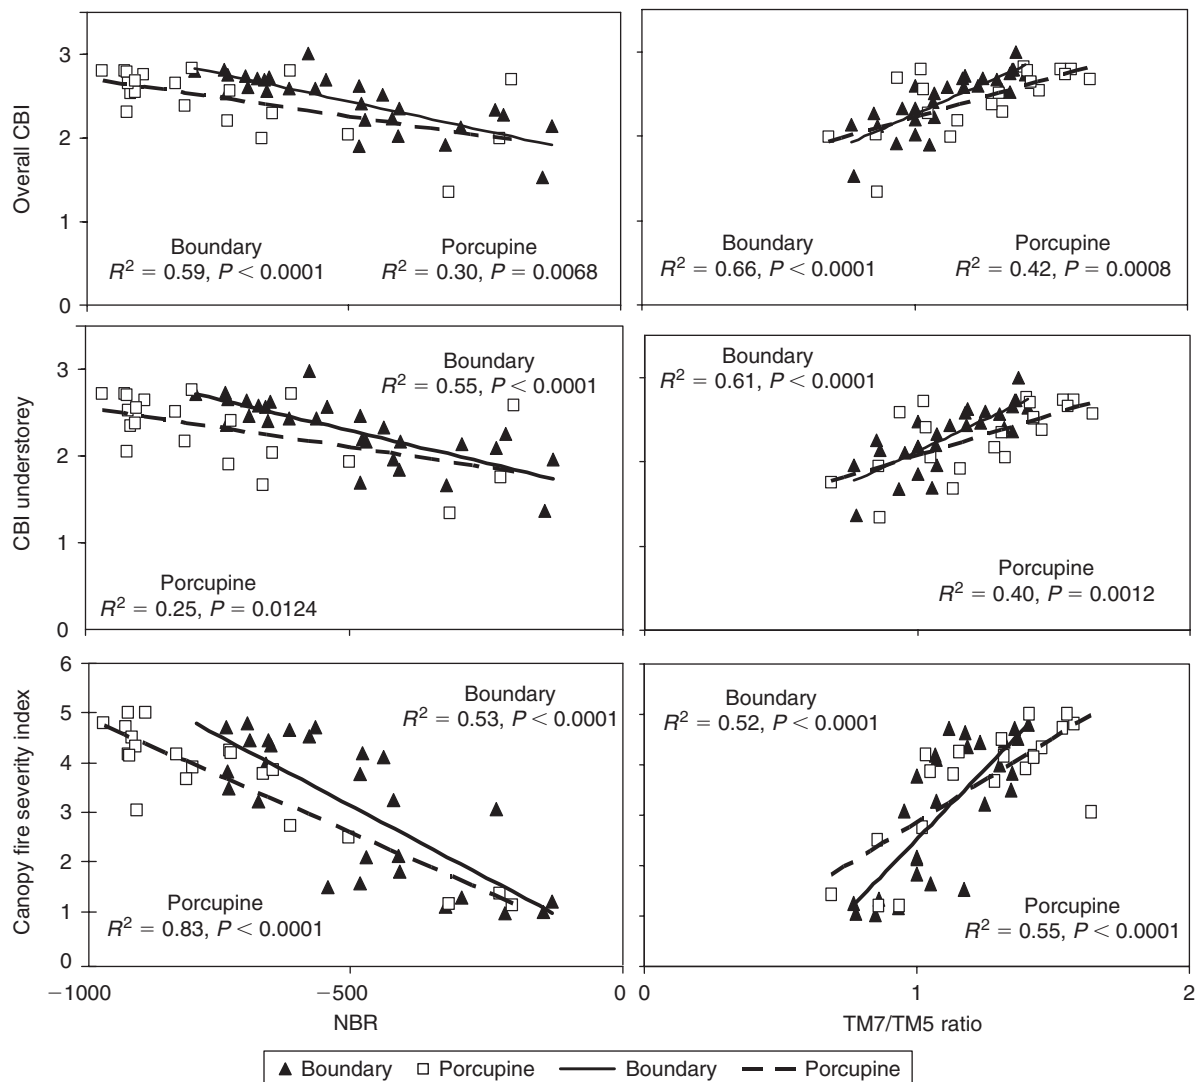 Overall CBI
3
2
1
0
Boundary
R² = 0.59, P < 0.0001
Porcupine
R² = 0.30, P = 0.0068
Boundary
R² = 0.66, P < 0.0001
Porcupine
R² = 0.42, P = 0.0008
CBI understorey
3
2
1
0
Boundary
R² = 0.55, P < 0.0001
Porcupine
R² = 0.25, P = 0.0124
Boundary
R² = 0.61, P < 0.0001
Porcupine
R² = 0.40, P = 0.0012
Canopy fire severity index
6
5
4
3
2
1
0
Boundary
R² = 0.53, P < 0.0001
Porcupine
R² = 0.83, P < 0.0001
Boundary
R² = 0.52, P < 0.0001
Porcupine
R² = 0.55, P < 0.0001
−1000 −500 0
NBR
0 1 2
TM7/TM5 ratio
Boundary Porcupine Boundary Porcupine